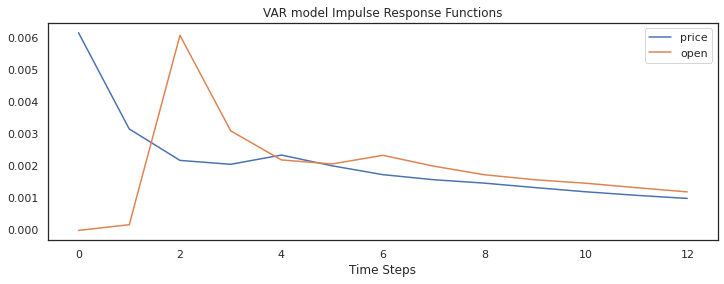 VAR model Impulse Response Functions
price
open
0.006
0.005
0.004
0.003
0.002
0.001
0.000
0 2 4 6 8 10 12
Time Steps